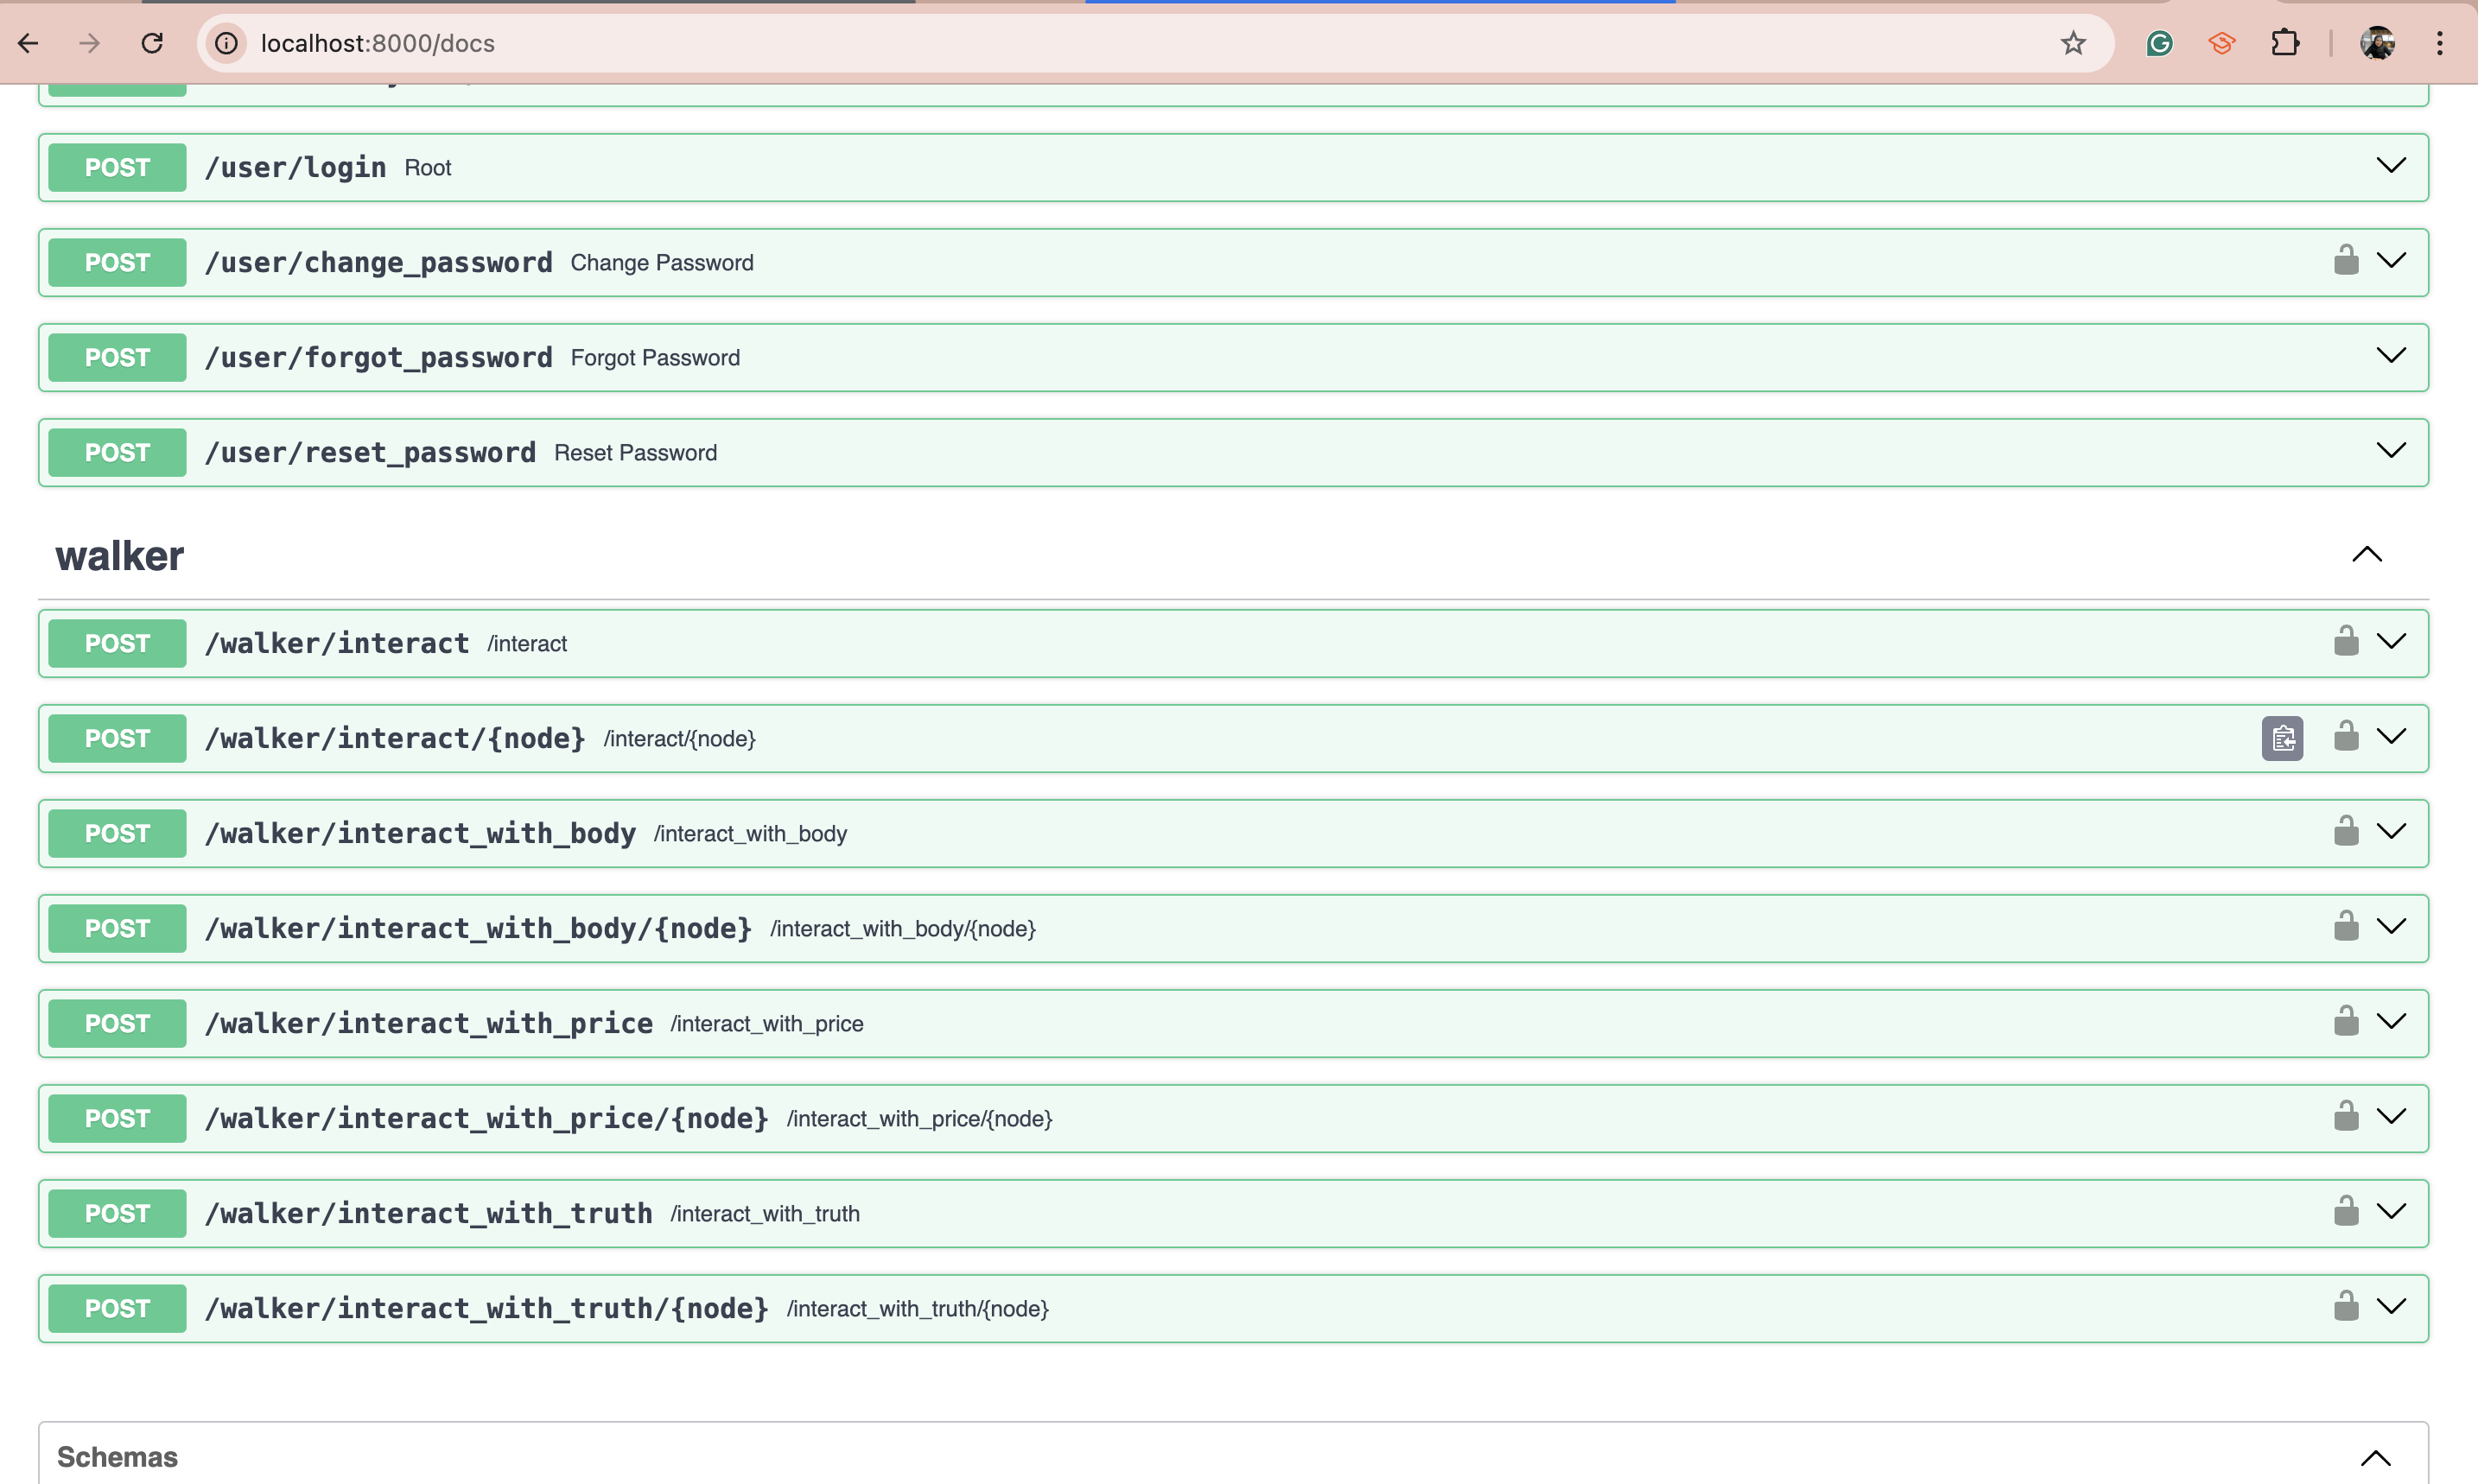 localhost:8000/docs
POST /user/login Root
POST /user/change_password Change Password
POST /user/forgot_password Forgot Password
POST /user/reset_password Reset Password
walker
POST /walker/interact /interact
POST /walker/interact/{node} /interact/{node}
POST /walker/interact_with_body /interact_with_body
POST /walker/interact_with_body/{node} /interact_with_body/{node}
POST /walker/interact_with_price /interact_with_price
POST /walker/interact_with_price/{node} /interact_with_price/{node}
POST /walker/interact_with_truth /interact_with_truth
POST /walker/interact_with_truth/{node} /interact_with_truth/{node}
Schemas